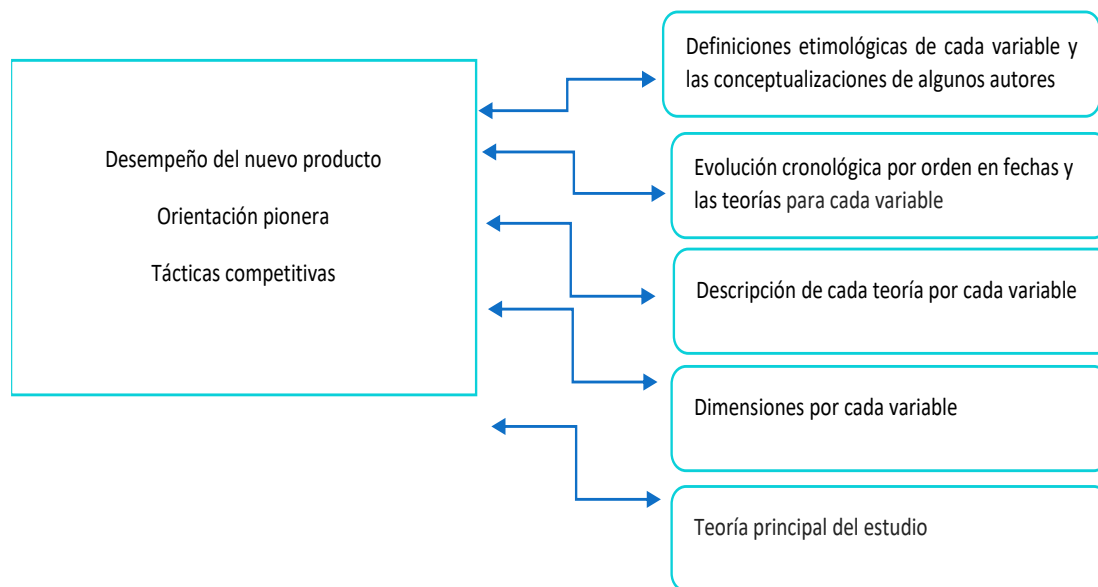 Desempeño del nuevo producto
Orientación pionera
Tácticas competitivas
Definiciones etimológicas de cada variable y
las conceptualizaciones de algunos autores
Evolución cronológica por orden en fechas y
las teorías para cada variable
Descripción de cada teoría por cada variable
Dimensiones por cada variable
Teoría principal del estudio